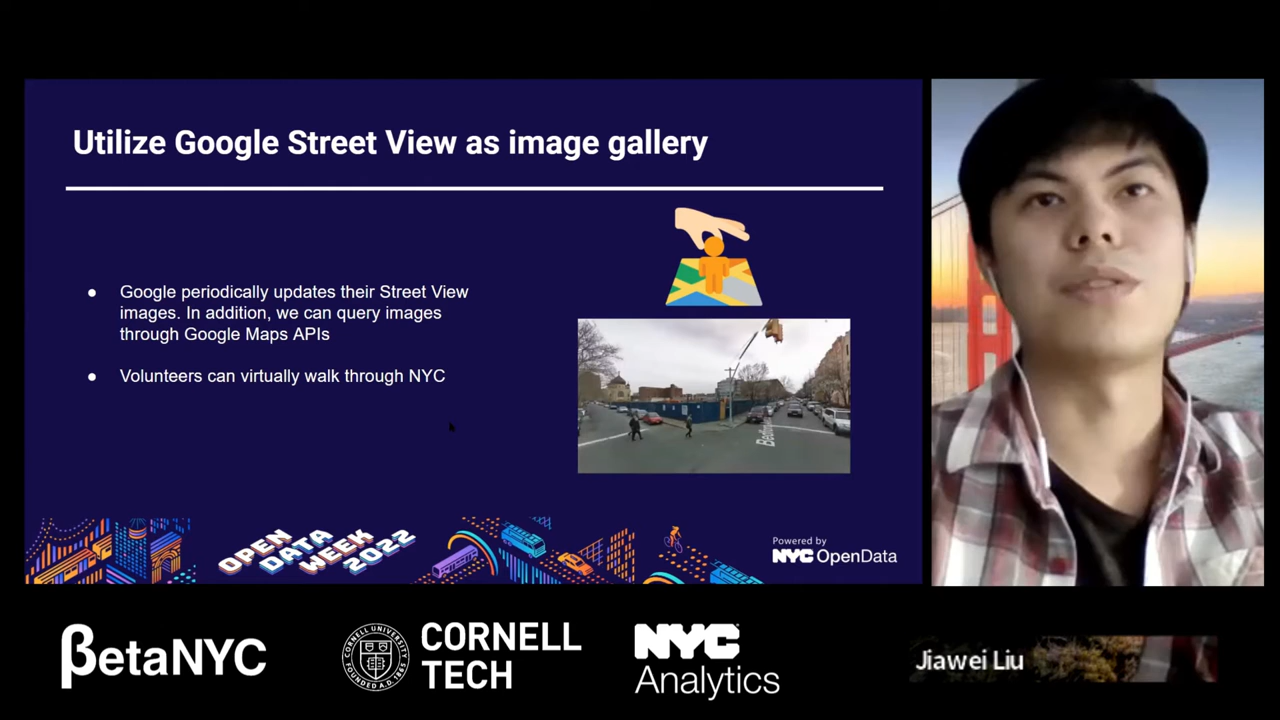 Utilize Google Street View as image gallery
● Google periodically updates their Street View
images. In addition, we can query images
through Google Maps APIs
● Volunteers can virtually walk through NYC
OPEN
DATA
WEEK
2022
Powered by
NYC OpenData
βetaNYC
CORNELL
TECH
NYC
Analytics
Jiawei Liu